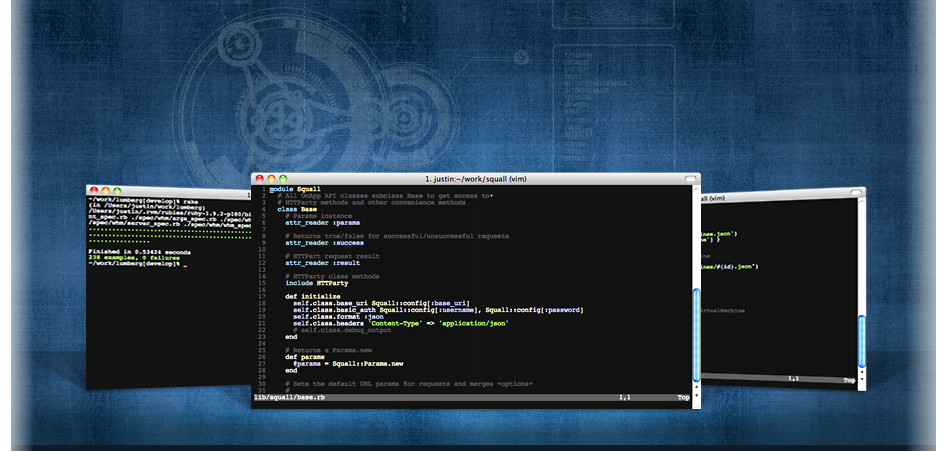 1. justin:~/work/squall (vim)
1 module Squall
2 # All OnApp API classes subclass Base to get access to
3 # HTTParty methods and other convenience methods
4 class Base
5 # Params instance
6 attr_reader :params
7
8 # Returns true/false for successful/unsuccessful requests
9 attr_reader :success
10
11 # HTTPart request result
12 attr_reader :result
13
14 # HTTParty class methods
15 include HTTParty
16
17 def initialize
18 self.class.base_uri Squall::config[:base_uri]
19 self.class.basic_auth Squall::config[:username], Squall::config[:password]
20 self.class.format :json
21 self.class.headers 'Content-Type' => 'application/json'
22 # self.class.debug_output
23 end
24
25 # Returns a Params.new
26 def params
27 @params = Squall::Params.new
28 end
29
30 # Sets the default URL params for requests and merges +options+
31 #
lib/squall/base.rb 1,1 Top
1
~/work/lumberg[develop]% rake
(in /Users/justin/work/lumberg)
/Users/justin/.rvm/rubies/ruby-1.9.2-p180/bi
nt_spec.rb ./spec/whm/args_spec.rb ./spec/wh
/spec/whm/server_spec.rb ./spec/whm/whm_spec
Finished in 0.53424 seconds
238 examples, 0 failures
~/work/lumberg[develop]%
all (vim)
ines.json')
ne'] }
ine
ines/#{id}.json')
irtualMachine
1,1 Top